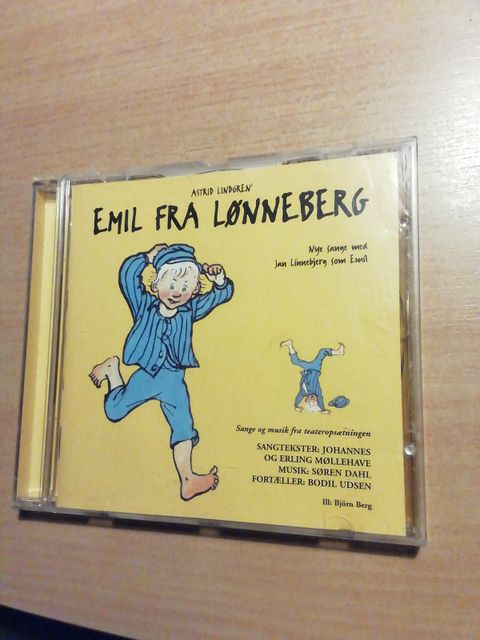 ASTRID LINDGREN'
EMIL FRA LØNNEBERG
Nye sange med
Jan Linnebjerg som Emil
Sange og musik fra teateropsætningen
SANGTEKSTER: JOHANNES
OG ERLING MØLLEHAVE
MUSIK: SØREN DAHL
FORTÆLLER: BODIL UDSEN
Ill: Björn Berg